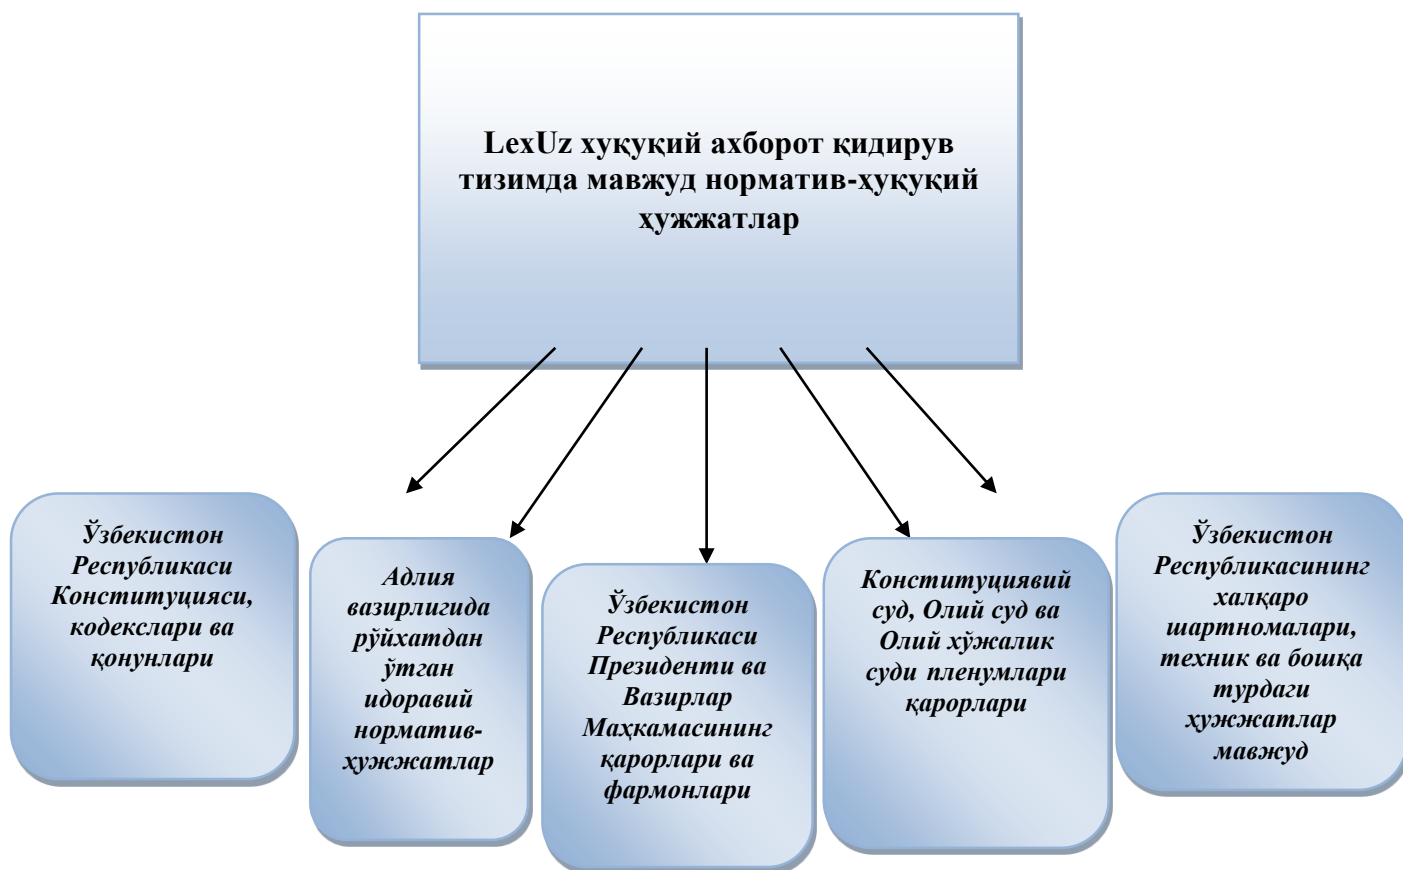 LexUz хуқуқий ахборот қидирув
тизимда мавжуд норматив-ҳуқуқий
ҳужжатлар
Ўзбекистон
Республикаси
Конституцияси,
кодекслари ва
қонунлари
Адлия
вазирлигида
рўйхатдан
ўтган
идоравий
норматив-
ҳужжатлар
Ўзбекистон
Республикаси
Президенти ва
Вазирлар
Маҳкамасининг
қарорлари ва
фармонлари
Конституциявий
суд, Олий суд ва
Олий хўжалик
суди пленумлари
қарорлари
Ўзбекистон
Республикасининг
халқаро
шартномалари,
техник ва бошқа
турдаги
ҳужжатлар
мавжуд